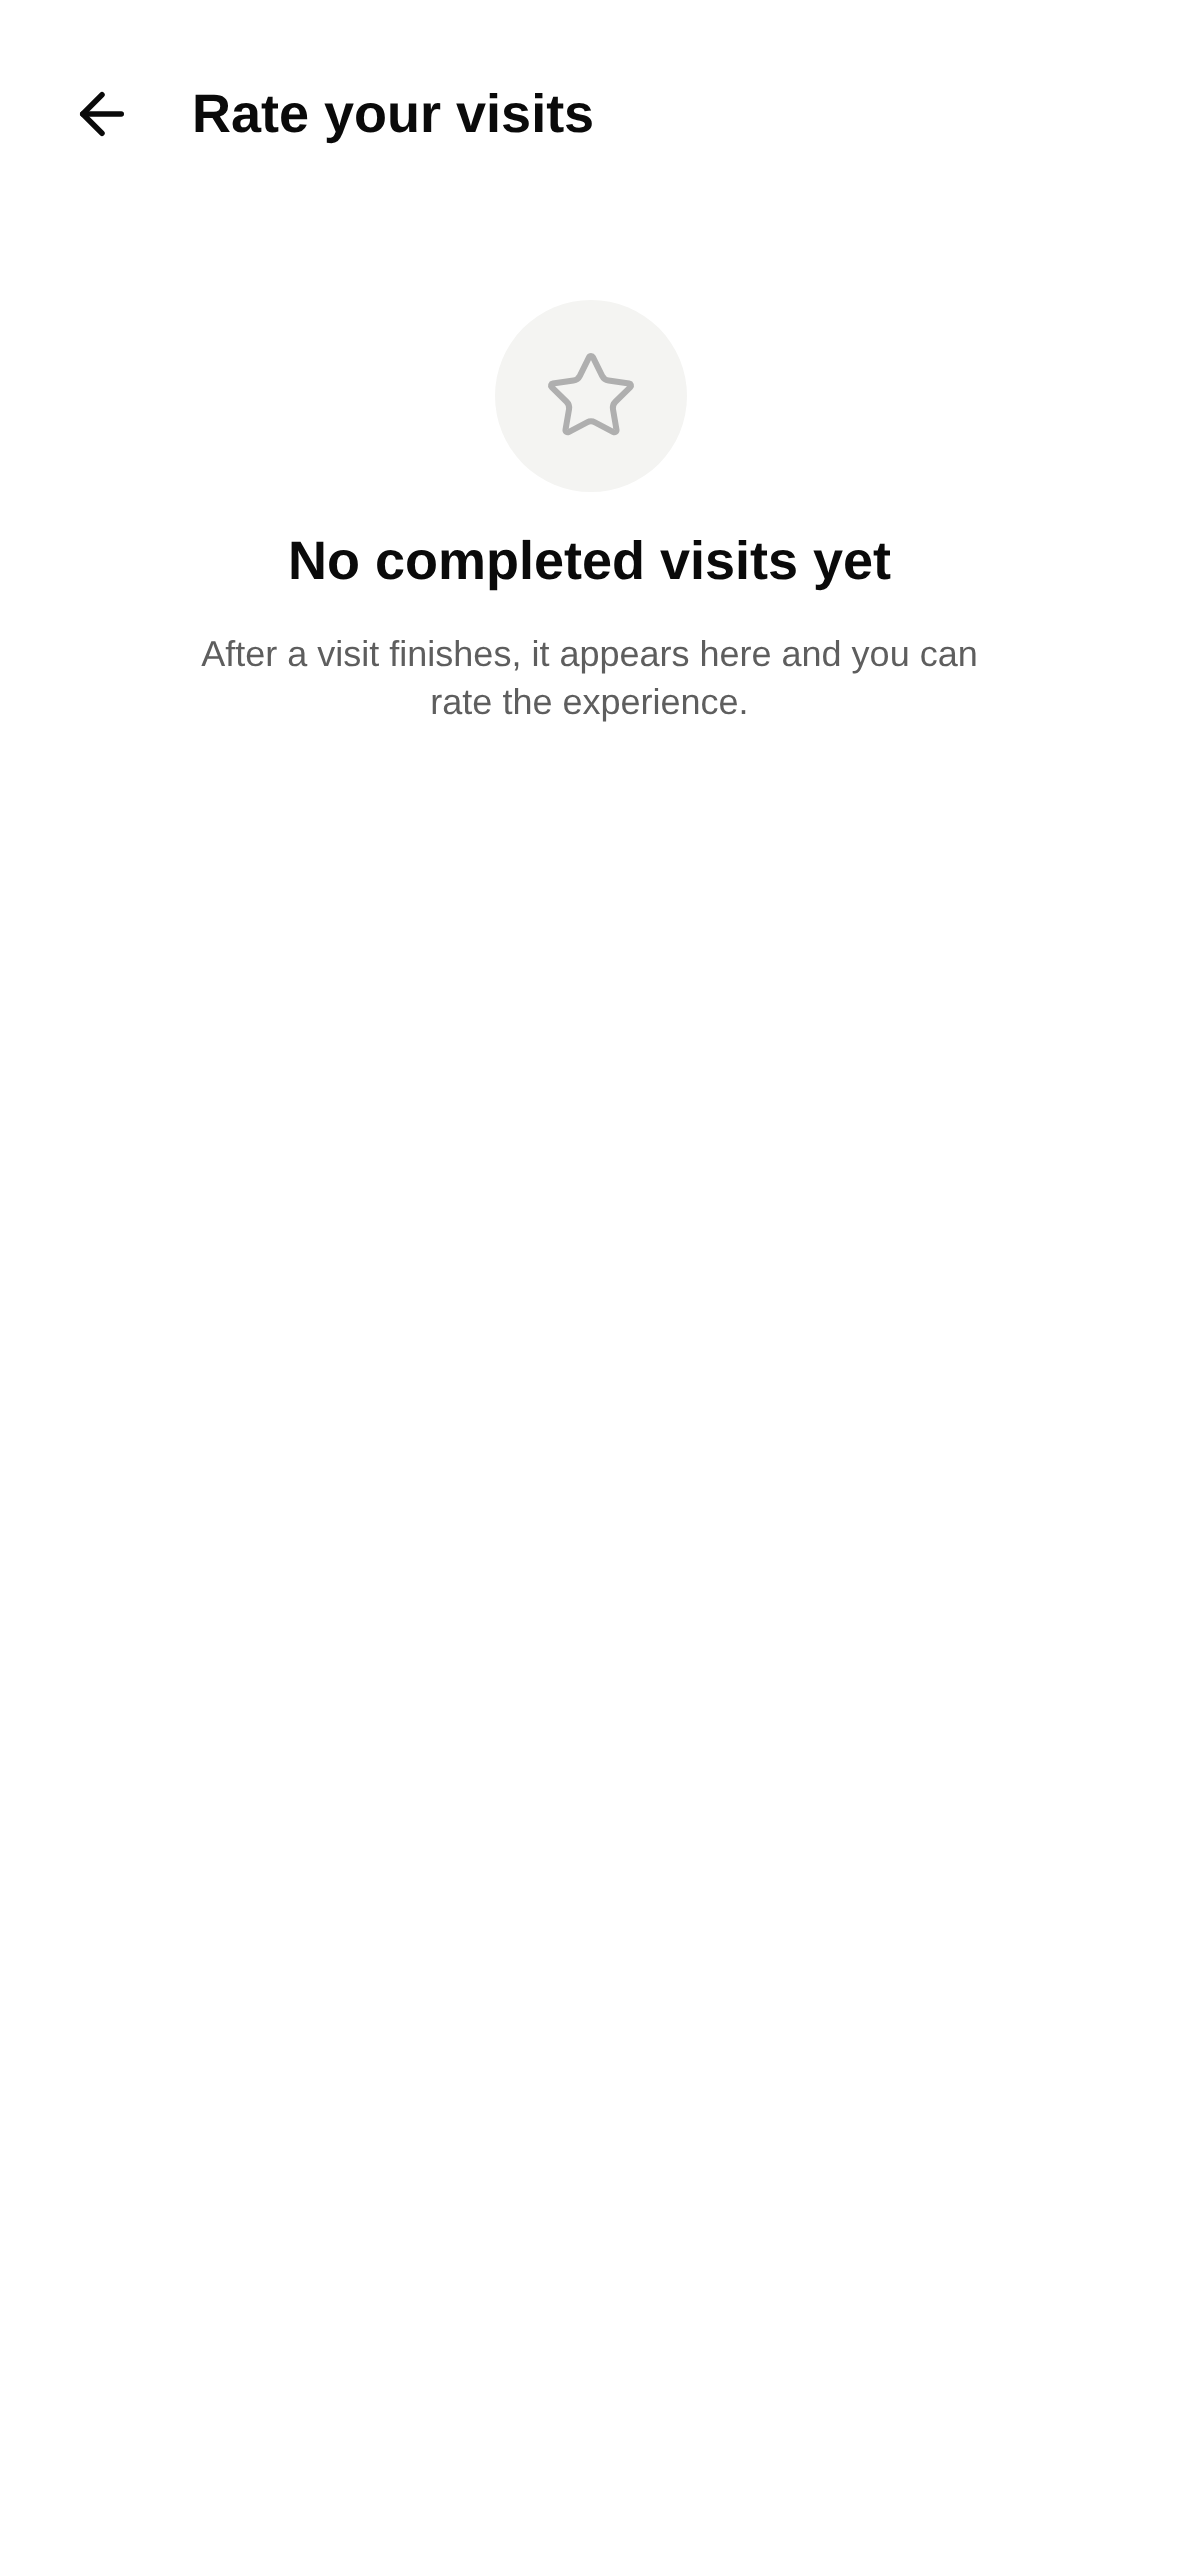 Rate your visits
No completed visits yet
After a visit finishes, it appears here and you can
rate the experience.